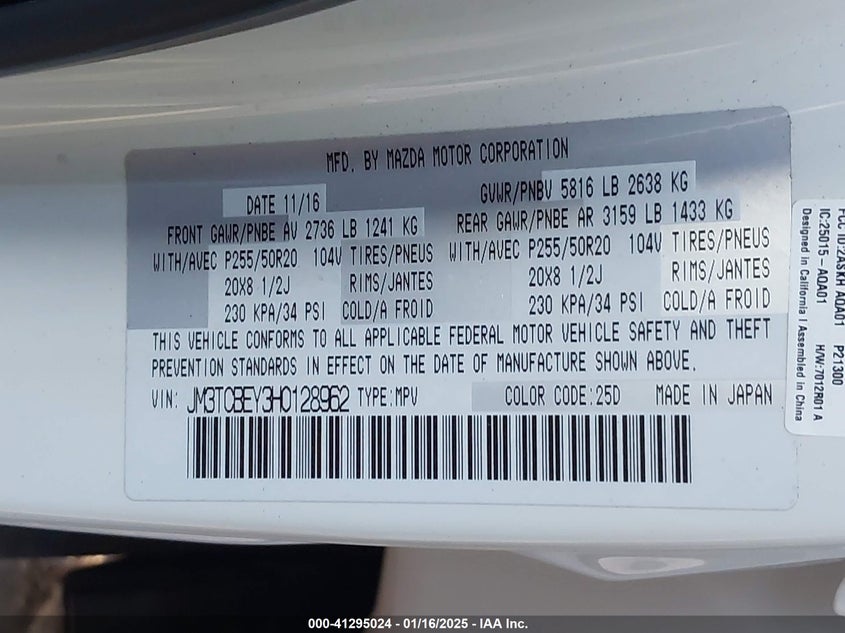 MFD. BY MAZDA MOTOR CORPORATION
DATE 11/16 GVWR/PNBV 5816 LB 2638 KG
FRONT GAWR/PNBE AV 2736 LB 1241 KG REAR GAWR/PNBE AR 3159 LB 1433 KG
WITH/AVEC P255/50R20 104V TIRES/PNEUS WITH/AVEC P255/50R20 104V TIRES/PNEUS
20X8 1/2J RIMS/JANTES 20X8 1/2J RIMS/JANTES
230 KPA/34 PSI COLD/A FROID 230 KPA/34 PSI COLD/A FROID
THIS VEHICLE CONFORMS TO ALL APPLICABLE FEDERAL MOTOR VEHICLE SAFETY AND THEFT
PREVENTION STANDARDS IN EFFECT ON THE DATE OF MANUFACTURE SHOWN ABOVE.
VIN: JM3TCBEY3H0128962 TYPE:MPV COLOR CODE:25D MADE IN JAPAN
FCC ID:2ASKH AOA01 P21300
IC:25015 - AOA01 H/W:7012R01 A
Designed in California I Assembled in China
000-41295024 - 01/16/2025 - IAA Inc.